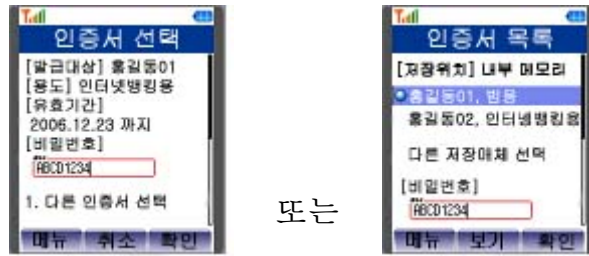 인증서 선택
[발급대상] 홍길동01
[용도] 인터넷뱅킹용
[유효기간]
2006.12.23 까지
[비밀번호]
ABCD1234
1. 다른 인증서 선택
메뉴 취소 확인
또는
인증서 목록
[저장위치] 내부 메모리
홍길동01, 범용
홍길동02, 인터넷뱅킹용
다른 저장매체 선택
[비밀번호]
ABCD1234
메뉴 보기 확인